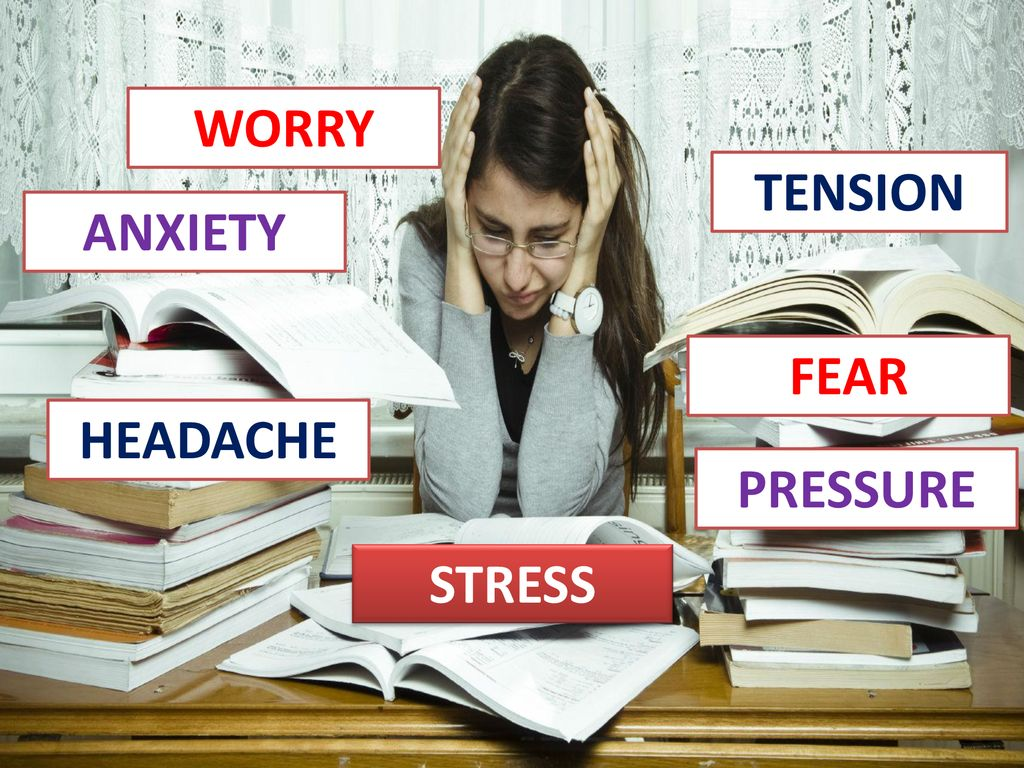 WORRY
TENSION
ANXIETY
FEAR
HEADACHE
PRESSURE
STRESS